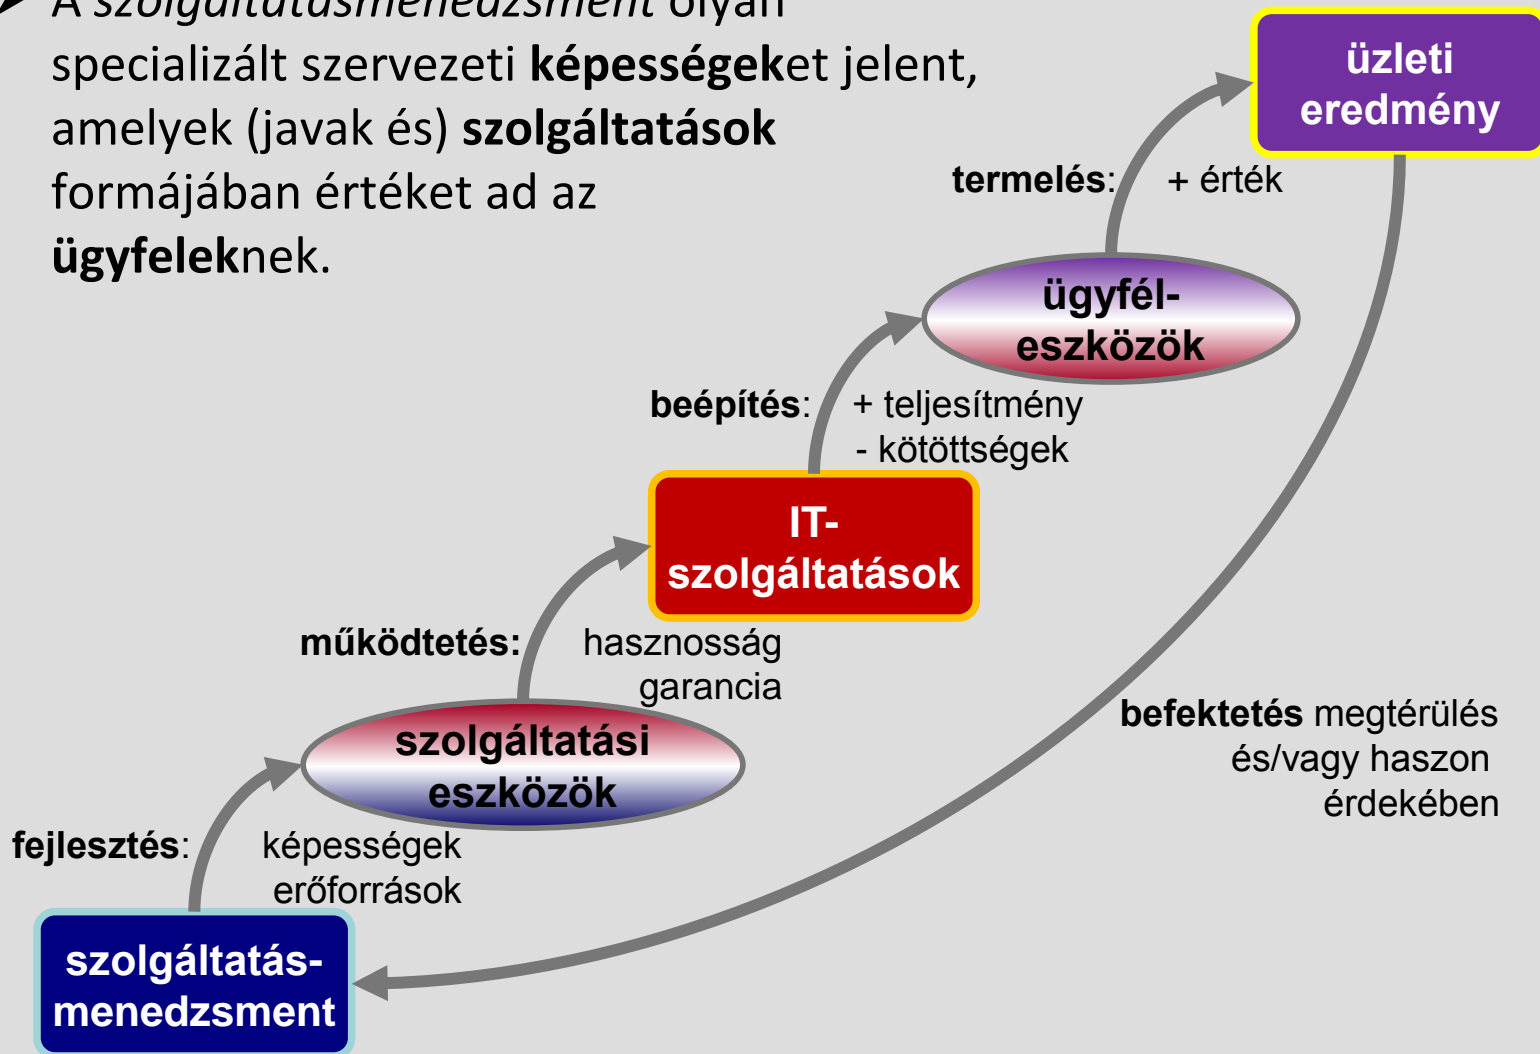 A szolgáltatásmenedzsment olyan
specializált szervezeti képességeket jelent,
amelyek (javak és) szolgáltatások
formájában értéket ad az
ügyfeleknek.
üzleti
eredmény
termelés: + érték
ügyfél-
eszközök
beépítés: + teljesítmény
- kötöttségek
IT-
szolgáltatások
működtetés: hasznosság
garancia
szolgáltatási
eszközök
befektetés megtérülés
és/vagy haszon
érdekében
fejlesztés: képességek
erőforrások
szolgáltatás-
menedzsment